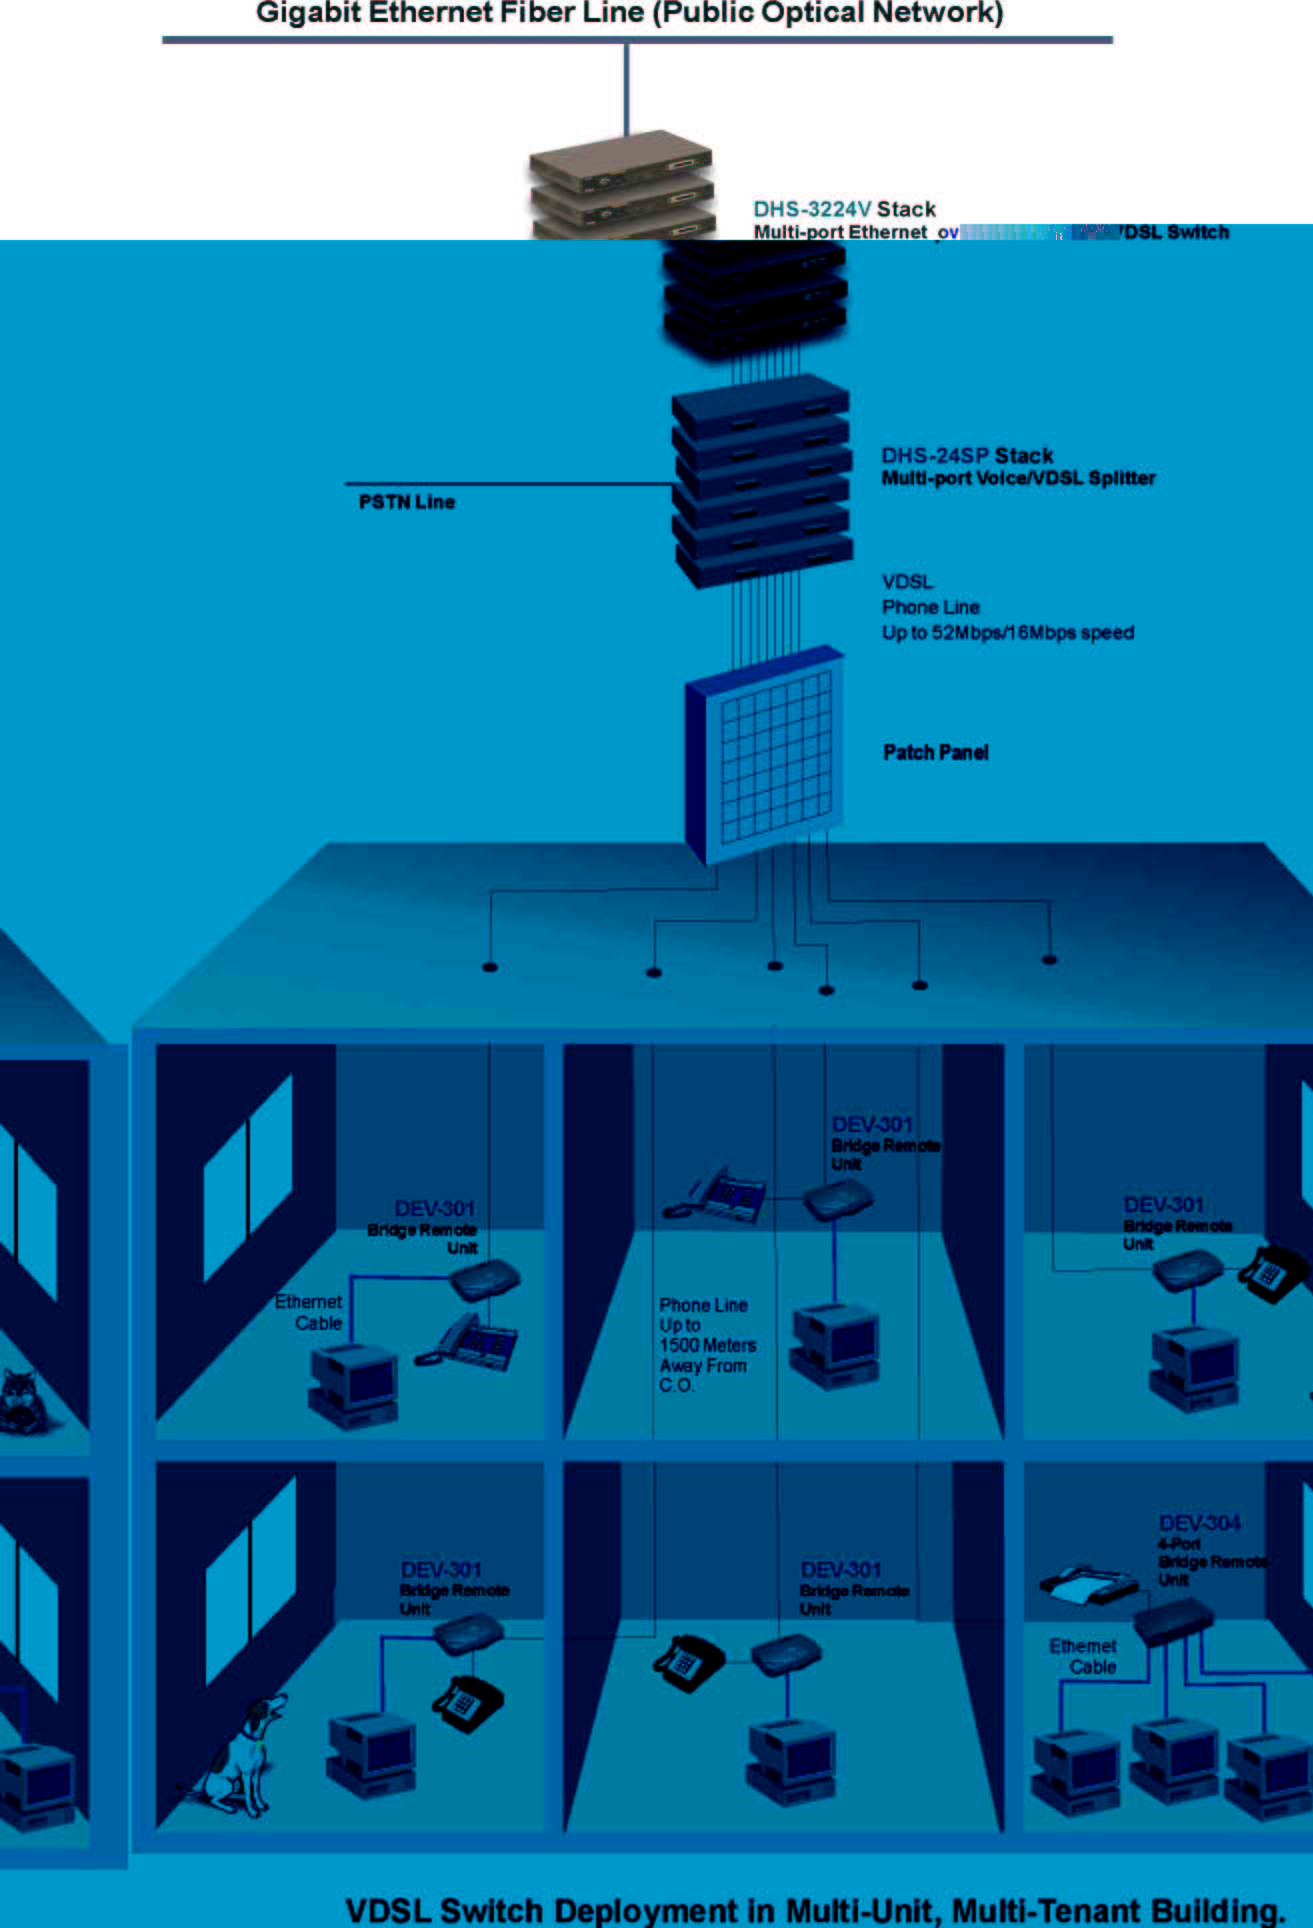 Gigabit Ethernet Fiber Line (Public Optical Network)
DHS-3224V Stack
Multi-port Ethernet DSL Switch
DHS-24SP Stack
Multi-port Voice/VDSL Splitter
PSTN Line
VDSL
Phone Line
Up to 52Mbps/16Mbps speed
Patch Panel
DEV-301
Bridge Remote
Unit
DEV-301
Bridge Remote
Unit
DEV-301
Bridge Remote
Unit
Ethernet
Cable
Phone Line
Up to
1500 Meters
Away From
C.O.
DEV-301
Bridge Remote
Unit
DEV-301
Bridge Remote
Unit
DEV-304
4-Port
Bridge Remote
Unit
Ethernet
Cable
VDSL Switch Deployment in Multi-Unit, Multi-Tenant Building.